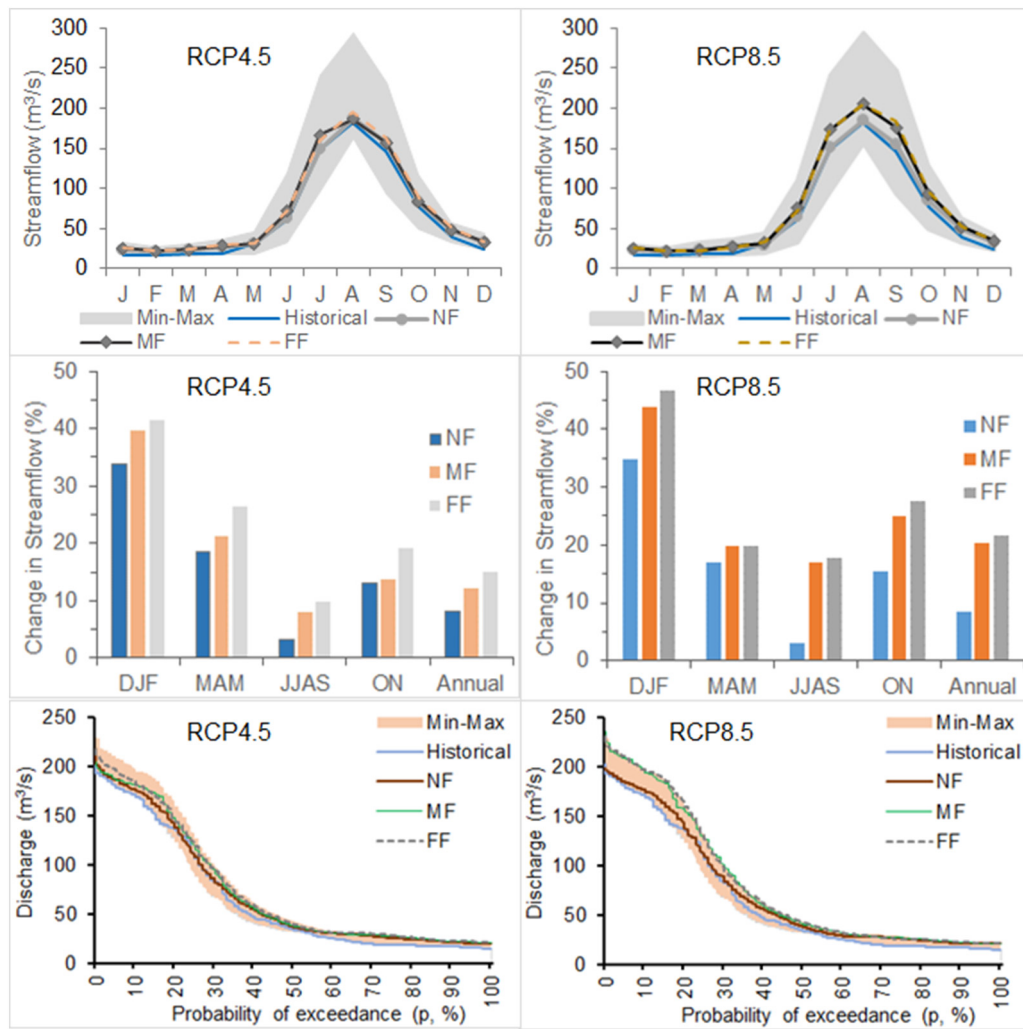 RCP4.5
Streamflow (m³/s)
300
250
200
150
100
50
0
J F M A M J J A S O N D
Min-Max Historical NF
MF FF
RCP8.5
Streamflow (m³/s)
300
250
200
150
100
50
0
J F M A M J J A S O N D
Min-Max Historical NF
MF FF
RCP4.5
Change in Streamflow (%)
50
40
30
20
10
0
NF
MF
FF
DJF MAM JJAS ON Annual
RCP8.5
Change in Streamflow (%)
50
40
30
20
10
0
NF
MF
FF
DJF MAM JJAS ON Annual
RCP4.5
Discharge (m³/s)
250
200
150
100
50
0
Min-Max
Historical
NF
MF
FF
0 10 20 30 40 50 60 70 80 90 100
Probability of exceedance (p, %)
RCP8.5
Discharge (m³/s)
250
200
150
100
50
0
Min-Max
Historical
NF
MF
FF
0 10 20 30 40 50 60 70 80 90 100
Probability of exceedance (p, %)